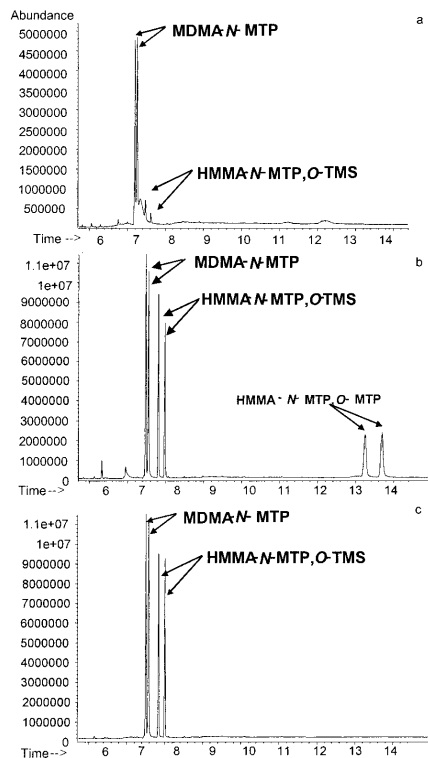 Abundance
a
5000000
MDMA-N-MTP
4500000
4000000
3500000
3000000
2500000
2000000
1500000
HMMA-N-MTP,O-TMS
1000000
500000
Time --> 6 7 8 9 10 11 12 13 14
1.1e+07
MDMA-N-MTP
b
1e+07
9000000
HMMA-N-MTP,O-TMS
8000000
7000000
6000000
5000000
4000000
HMMA - N- MTP,O- MTP
3000000
2000000
1000000
0
Time--> 6 7 8 9 10 11 12 13 14
c
1.1e+07
MDMA-N- MTP
1e+07
9000000
HMMA-N-MTP,O-TMS
8000000
7000000
6000000
5000000
4000000
3000000
2000000
1000000
0
Time--> 6 7 8 9 10 11 12 13 14